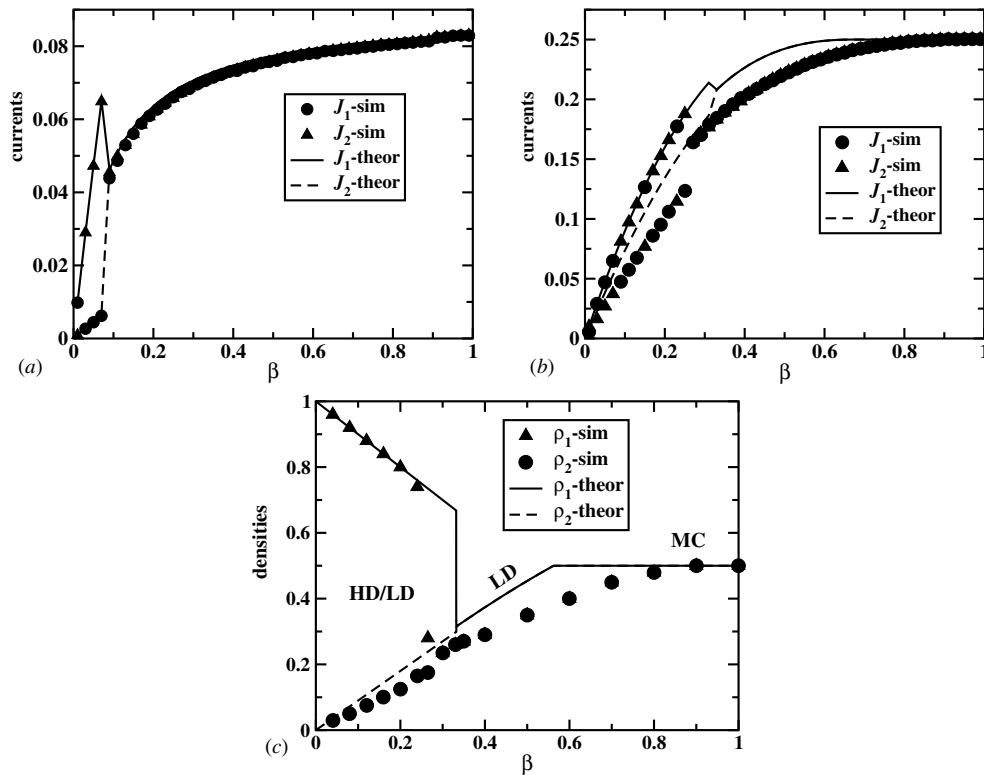 currents
0.08
0.06
0.04
0.02
0
J1-sim
J2-sim
J1-theor
J2-theor
0 0.2 0.4 0.6 0.8 1
(a)
β
currents
0.25
0.20
0.15
0.10
0.05
0
J1-sim
J2-sim
J1-theor
J2-theor
0 0.2 0.4 0.6 0.8 1
(b)
β
densities
1
0.8
0.6
0.4
0.2
0
ρ1-sim
ρ2-sim
ρ1-theor
ρ2-theor
MC
LD
HD/LD
0 0.2 0.4 0.6 0.8 1
(c)
β